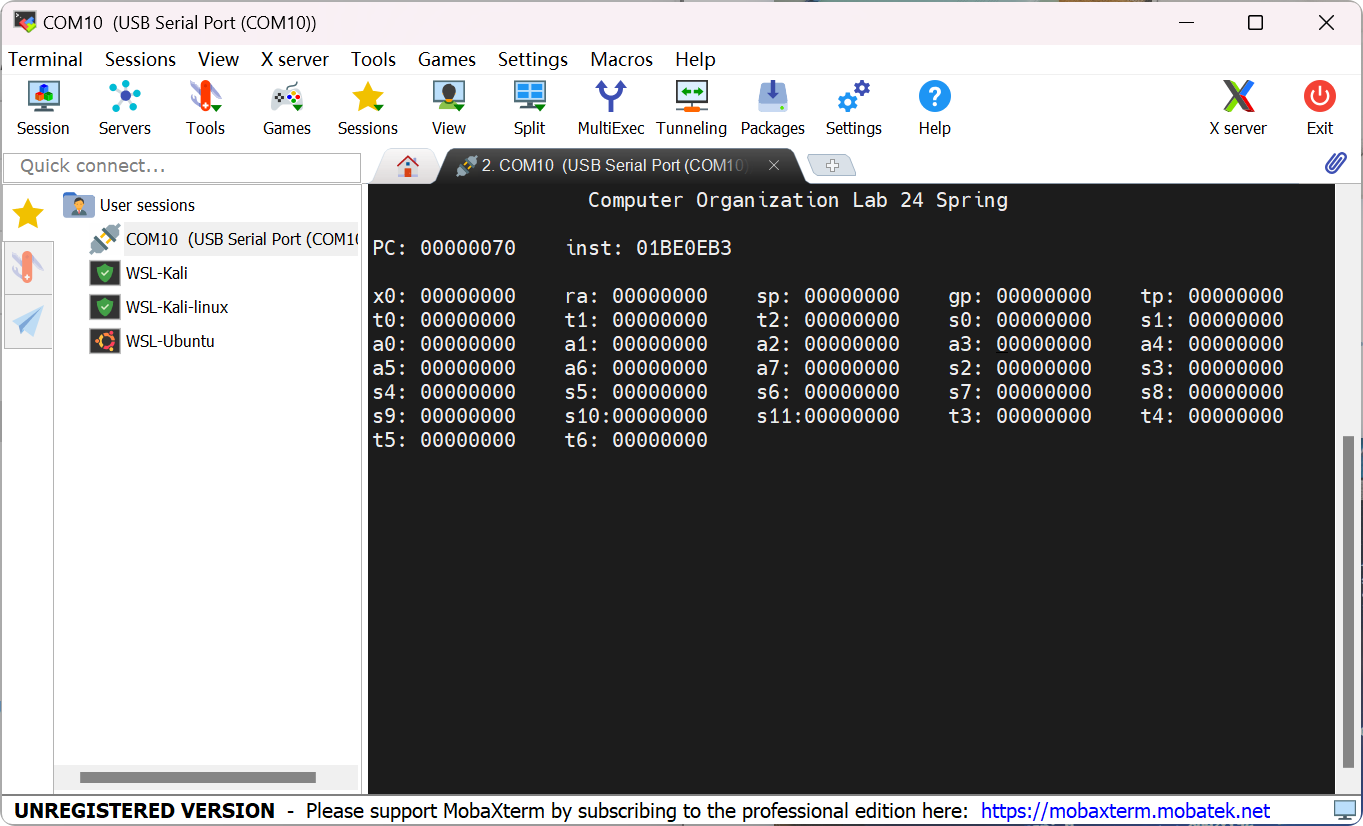 COM10  (USB Serial Port (COM10))
Terminal Sessions View X server Tools Games Settings Macros Help
Session Servers Tools Games Sessions View Split MultiExec Tunneling Packages Settings Help X server Exit
Quick connect...
2. COM10  (USB Serial Port (COM10
User sessions
COM10  (USB Serial Port (COM10
WSL-Kali
WSL-Kali-linux
WSL-Ubuntu
Computer Organization Lab 24 Spring
PC: 00000070    inst: 01BE0EB3
x0: 00000000    ra: 00000000    sp: 00000000    gp: 00000000    tp: 00000000
t0: 00000000    t1: 00000000    t2: 00000000    s0: 00000000    s1: 00000000
a0: 00000000    a1: 00000000    a2: 00000000    a3: 00000000    a4: 00000000
a5: 00000000    a6: 00000000    a7: 00000000    s2: 00000000    s3: 00000000
s4: 00000000    s5: 00000000    s6: 00000000    s7: 00000000    s8: 00000000
s9: 00000000    s10:00000000    s11:00000000    t3: 00000000    t4: 00000000
t5: 00000000    t6: 00000000
UNREGISTERED VERSION  -  Please support MobaXterm by subscribing to the professional edition here:  https://mobaxterm.mobatek.net